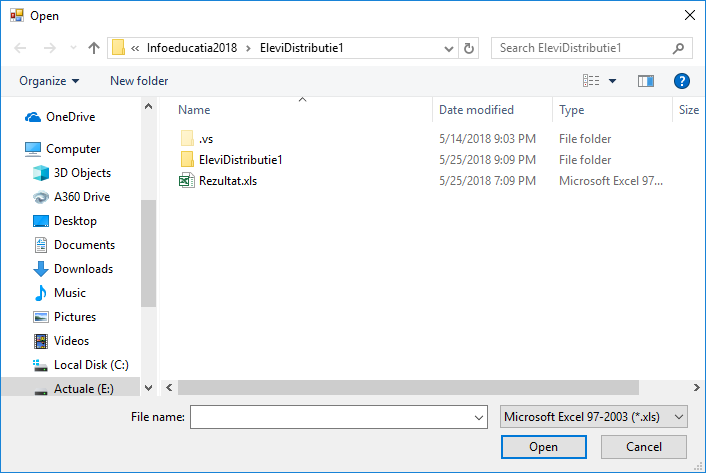 Open
« Infoeducatia2018 › EleviDistributie1
Search EleviDistributie1
Organize
New folder
Name Date modified Type Size
.vs 5/14/2018 9:03 PM File folder
EleviDistributie1 5/25/2018 9:09 PM File folder
Rezultat.xls 5/25/2018 7:09 PM Microsoft Excel 97...
OneDrive
Computer
3D Objects
A360 Drive
Desktop
Documents
Downloads
Music
Pictures
Videos
Local Disk (C:)
Actuale (E:)
File name:
Microsoft Excel 97-2003 (*.xls)
Open
Cancel